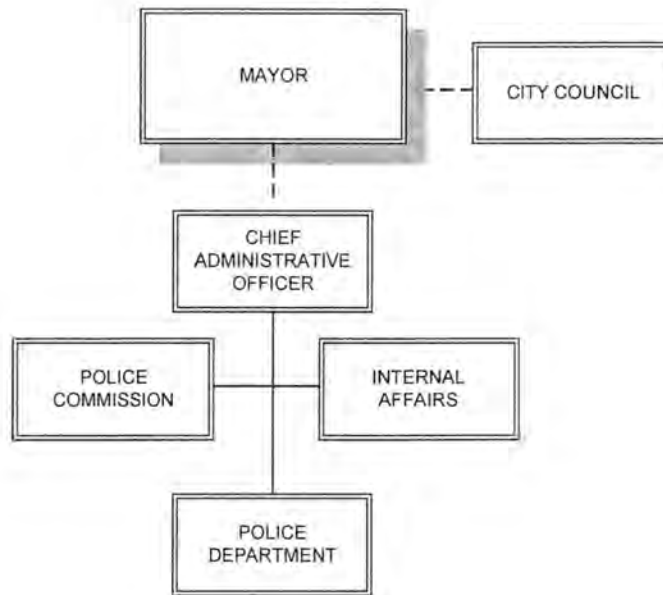 MAYOR
CITY COUNCIL
CHIEF
ADMINISTRATIVE
OFFICER
POLICE
COMMISSION
INTERNAL
AFFAIRS
POLICE
DEPARTMENT